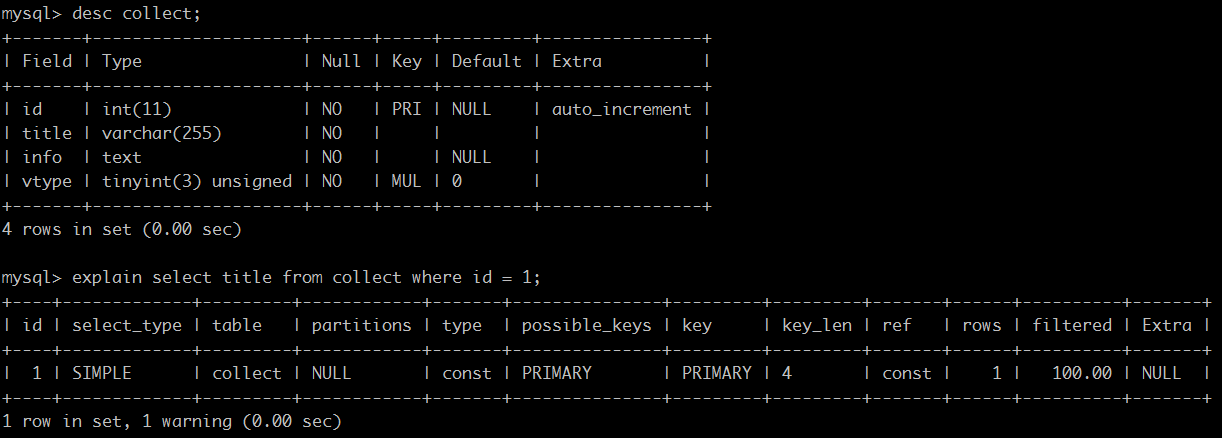 mysql> desc collect;
+-------+---------------------+------+-----+---------+----------------+
| Field | Type                | Null | Key | Default | Extra          |
+-------+---------------------+------+-----+---------+----------------+
| id    | int(11)             | NO   | PRI | NULL    | auto_increment |
| title | varchar(255)        | NO   |     |         |                |
| info  | text                | NO   |     | NULL    |                |
| vtype | tinyint(3) unsigned | NO   | MUL | 0       |                |
+-------+---------------------+------+-----+---------+----------------+
4 rows in set (0.00 sec)
mysql> explain select title from collect where id = 1;
+----+-------------+---------+------------+-------+---------------+---------+---------+-------+------+----------+-------+
| id | select_type | table   | partitions | type  | possible_keys | key     | key_len | ref   | rows | filtered | Extra |
+----+-------------+---------+------------+-------+---------------+---------+---------+-------+------+----------+-------+
|  1 | SIMPLE      | collect | NULL       | const | PRIMARY       | PRIMARY | 4       | const |    1 |   100.00 | NULL  |
+----+-------------+---------+------------+-------+---------------+---------+---------+-------+------+----------+-------+
1 row in set, 1 warning (0.00 sec)